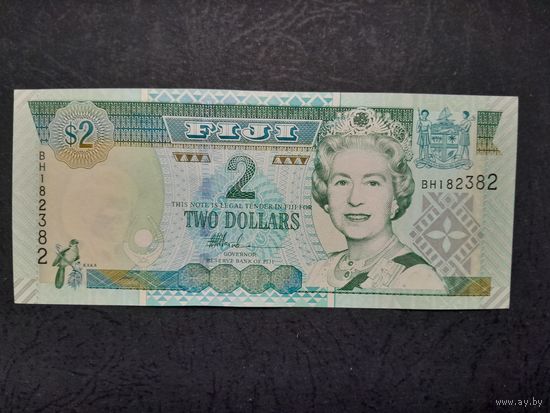 $2
FIJI
BH182382
2
THIS NOTE IS LEGAL TENDER IN FIJI FOR
TWO DOLLARS
GOVERNOR
RESERVE BANK OF FIJI
BH182382
www.ay.by